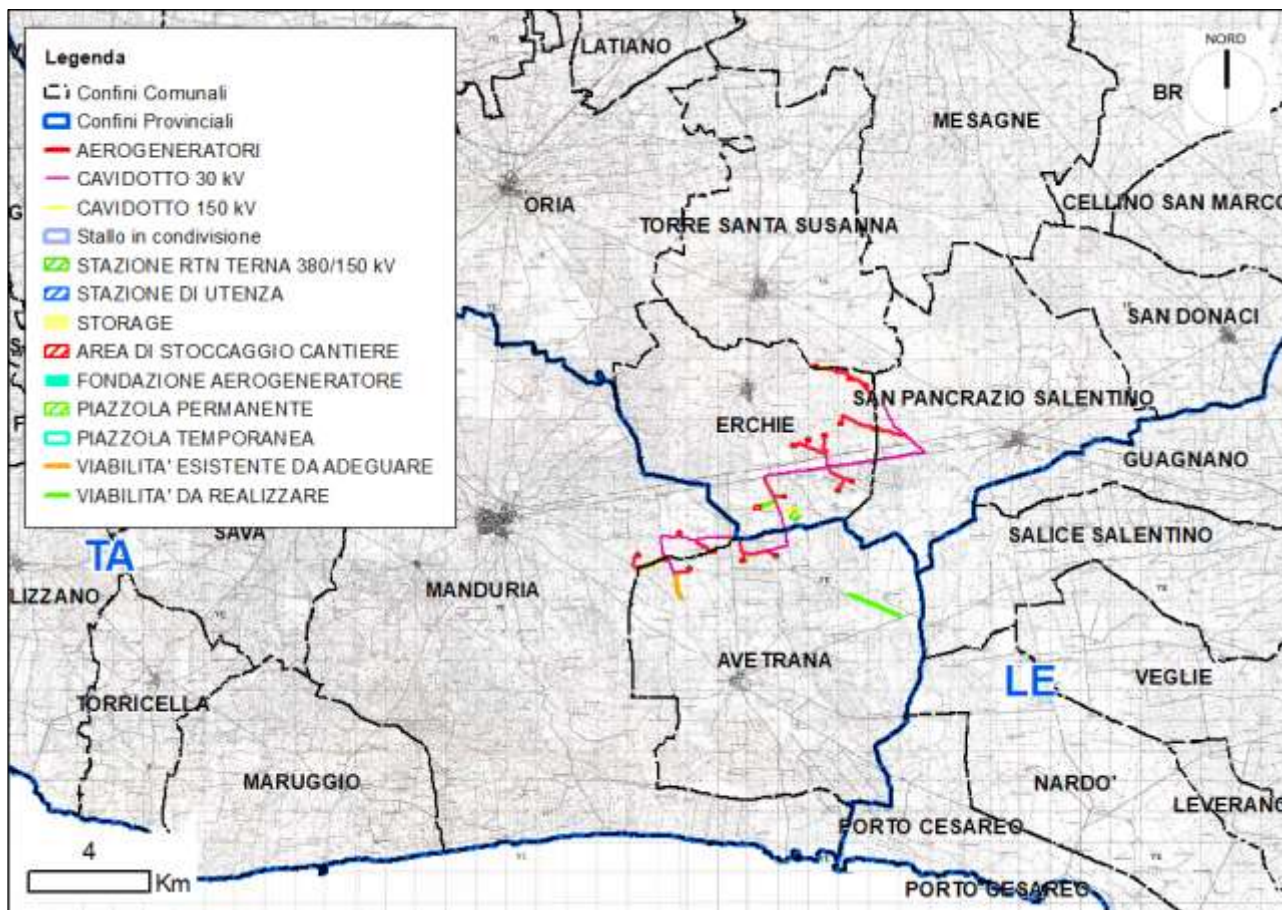 Legenda
Confini Comunali
Confini Provinciali
AEROGENERATORI
CAVIDOTTO 30 kV
CAVIDOTTO 150 kV
Stallo in condivisione
STAZIONE RTN TERNA 380/150 kV
STAZIONE DI UTENZA
STORAGE
AREA DI STOCCAGGIO CANTIERE
FONDAZIONE AEROGENERATORE
PIAZZOLA PERMANENTE
PIAZZOLA TEMPORANEA
VIABILITA' ESISTENTE DA ADEGUARE
VIABILITA' DA REALIZZARE
NORD
LATIANO
BR
MESAGNE
ORIA
CELLINO SAN MARCO
TORRE SANTA SUSANNA
SAN DONACI
SAN PANCRAZIO SALENTINO
ERCHIE
GUAGNANO
SAVA
SALICE SALENTINO
TA
LIZZANO
MANDURIA
AVETRANA
LE
VEGLIE
TORRICELLA
MARUGGIO
NARDO'
LEVERANO
PORTO CESAREO
4
Km
PORTO CESAREO